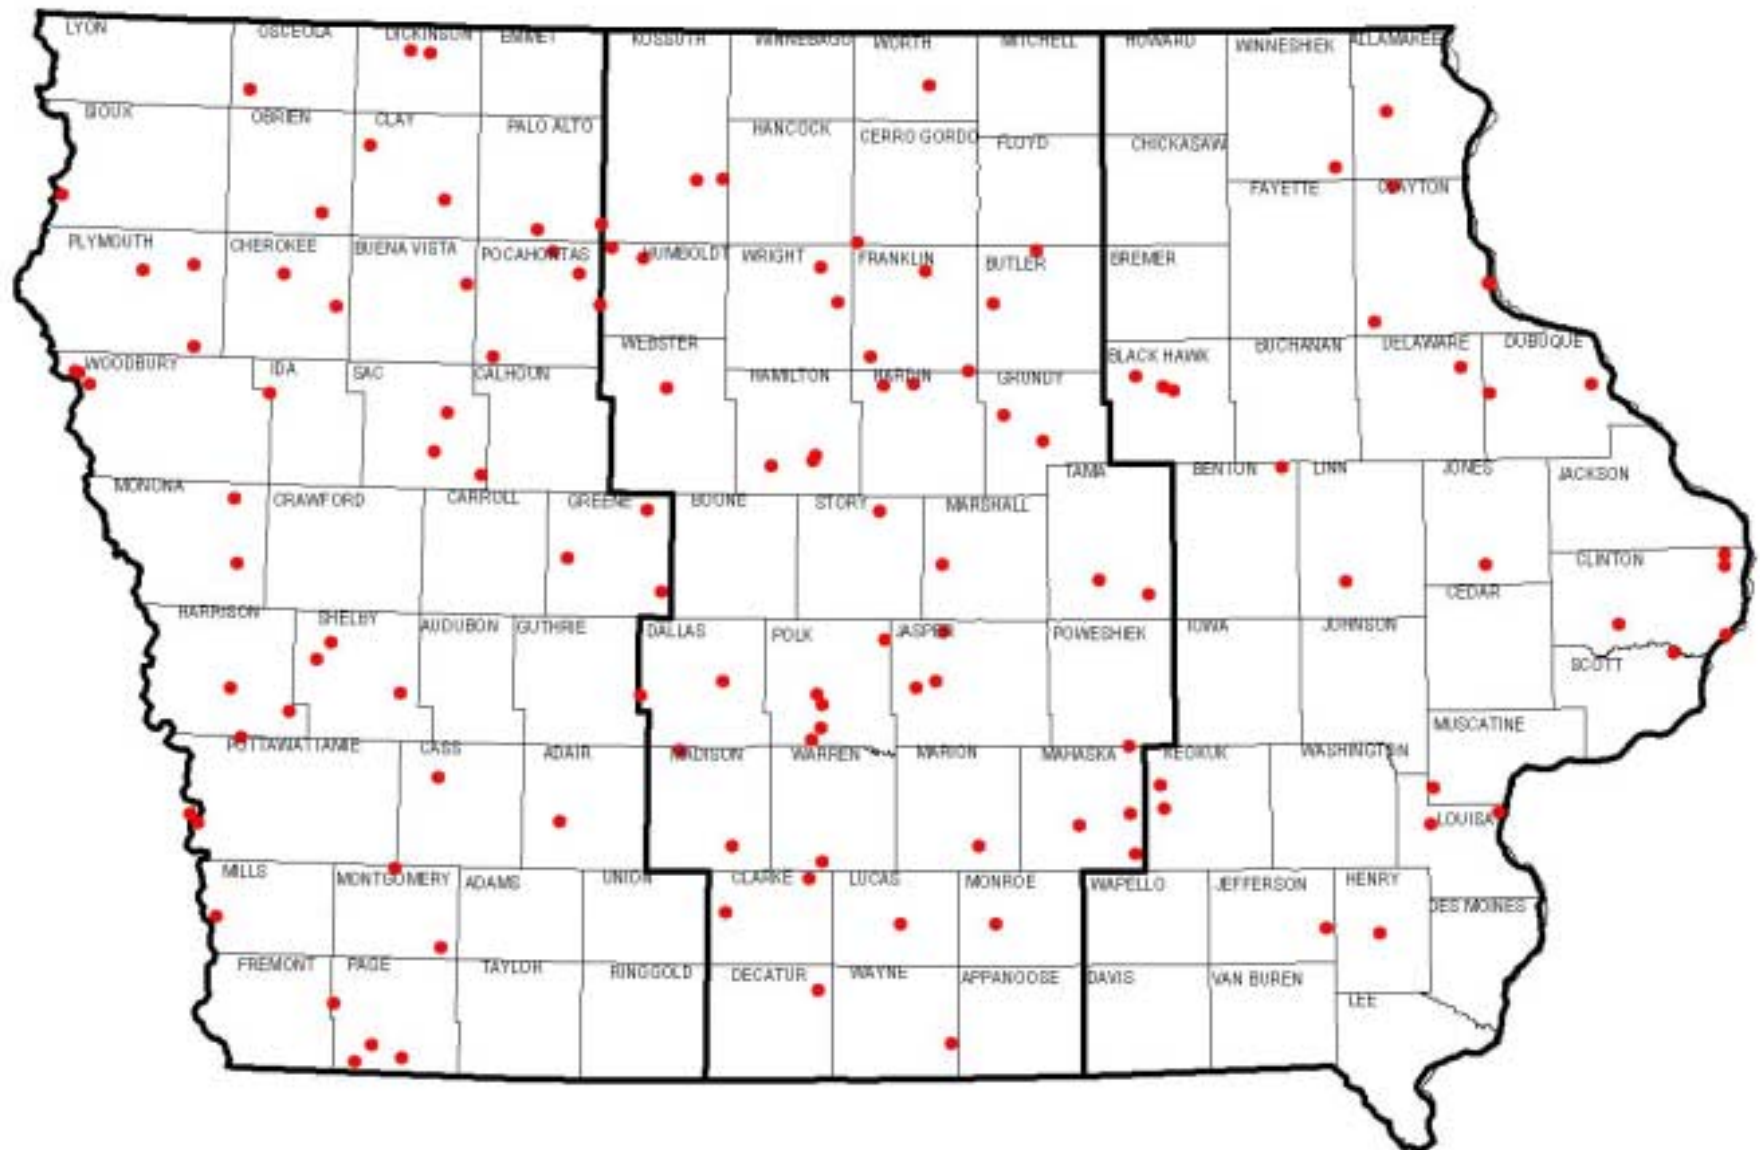 LYON
OSCEOLA
DICKINSON
EMMET
KOSSUTH
WINNEBAGO
WORTH
MITCHELL
HOWARD
WINNESHIEK
ALLAMAKEE
SIOUX
OBRIEN
CLAY
PALO ALTO
HANCOCK
CERRO GORDO
FLOYD
CHICKASAW
FAYETTE
CLAYTON
PLYMOUTH
CHEROKEE
BUENA VISTA
POCAHONTAS
HUMBOLDT
WRIGHT
FRANKLIN
BUTLER
BREMER
WOODBURY
IDA
SAC
CALHOUN
WEBSTER
HAMILTON
HARDIN
GRUNDY
BLACK HAWK
BUCHANAN
DELAWARE
DUBUQUE
MONONA
CRAWFORD
CARROLL
GREENE
BOONE
STORY
MARSHALL
TAMA
BENTON
LINN
JONES
JACKSON
CLINTON
CEDAR
HARRISON
SHELBY
AUDUBON
GUTHRIE
DALLAS
POLK
JASPER
POWESHIEK
IOWA
JOHNSON
SCOTT
MUSCATINE
POTTAWATTAMIE
CASS
ADAIR
MADISON
WARREN
MARION
MAHASKA
KEOKUK
WASHINGTON
LOUISA
MILLS
MONTGOMERY
ADAMS
UNION
CLARKE
LUCAS
MONROE
WAPELLO
JEFFERSON
HENRY
DES MOINES
FREMONT
PAGE
TAYLOR
RINGGOLD
DECATUR
WAYNE
APPANOOSE
DAVIS
VAN BUREN
LEE